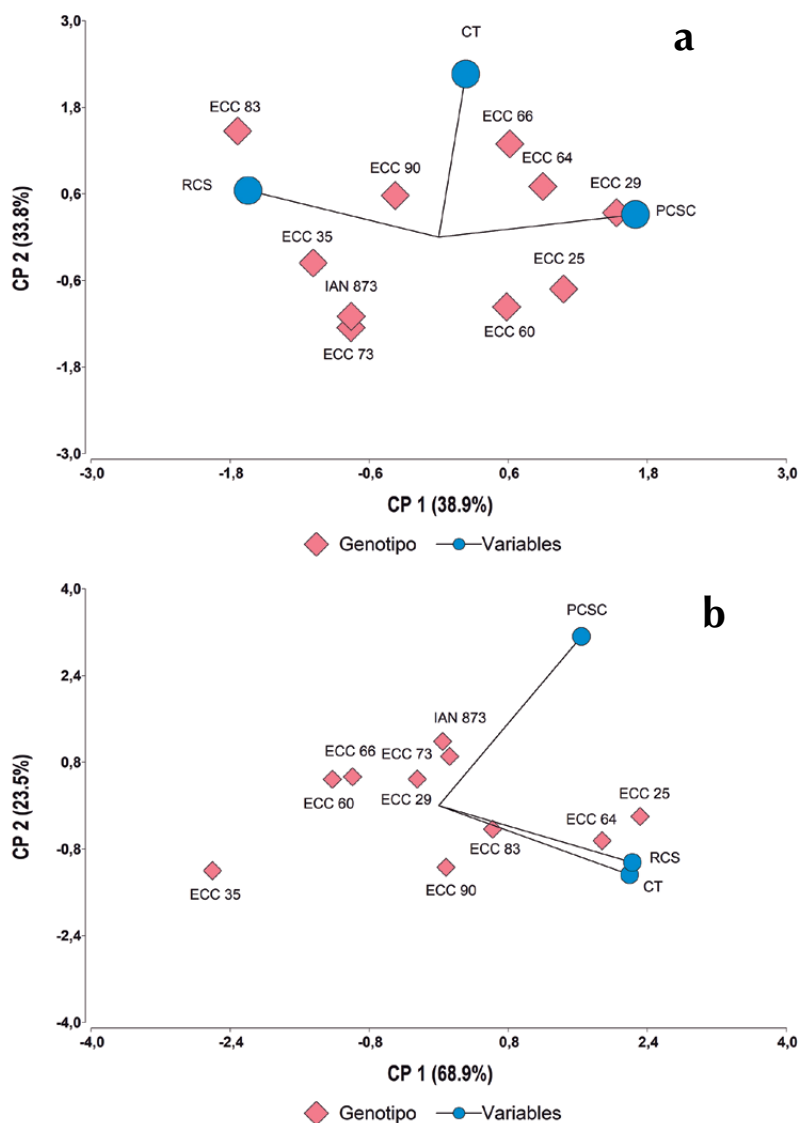 a
3,0
CT
ECC 83
ECC 66
1,8
ECC 64
ECC 90
ECC 29
RCS
0,6
PCSC
CP 2 (33.8%)
ECC 35
ECC 25
-0,6
IAN 873
ECC 60
ECC 73
-1,8
-3,0
-3,0 -1,8 -0,6 0,6 1,8 3,0
CP 1 (38.9%)
Genotipo Variables
b
4,0
PCSC
2,4
IAN 873
ECC 66 ECC 73
0,8
ECC 60 ECC 29
ECC 25
CP 2 (23.5%)
ECC 64
-0,8
ECC 83
RCS
ECC 35
ECC 90
CT
-2,4
-4,0
-4,0 -2,4 -0,8 0,8 2,4 4,0
CP 1 (68.9%)
Genotipo Variables